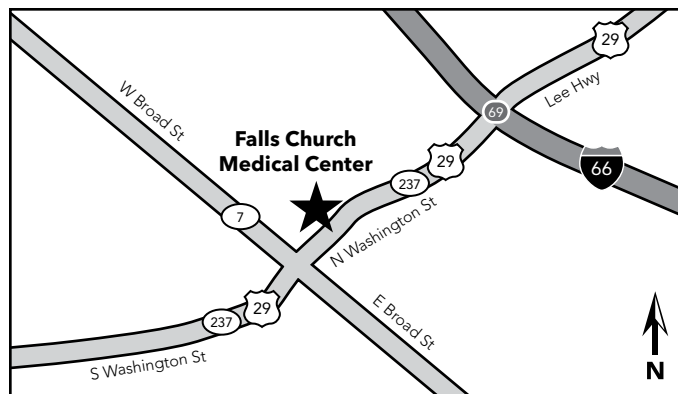 29
Lee Hwy
W Broad St
69
Falls Church
Medical Center
29
237
66
7
N Washington St
29
237
E Broad St
S Washington St
N